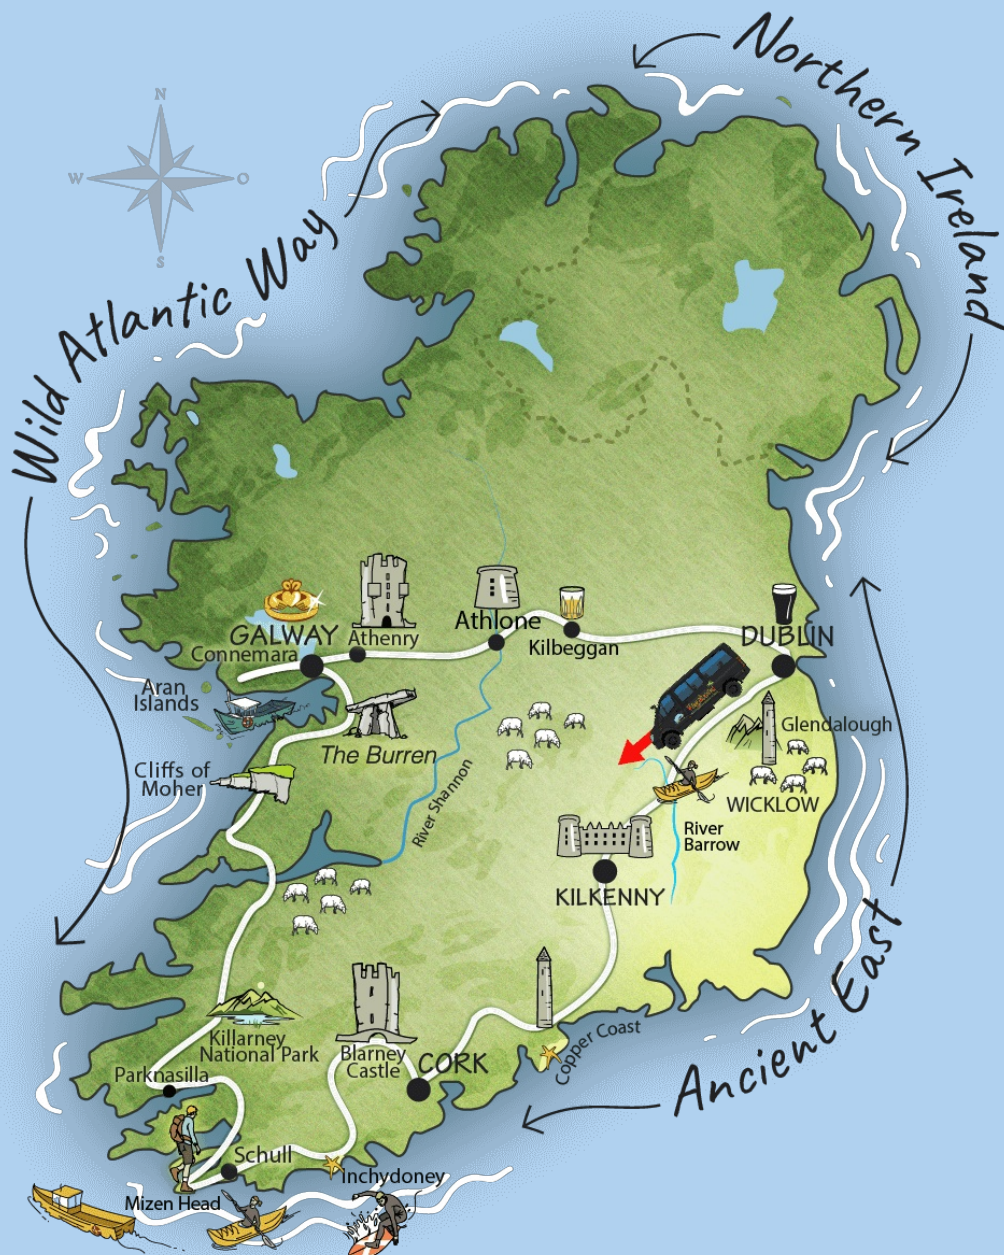 Northern Ireland
N
W
O
S
Wild Atlantic Way
GALWAY
Connemara
Athenry
Athlone
Kilbeggan
DUBLIN
Aran
Islands
The Burren
Glendalough
Cliffs of
Moher
River Shannon
WICKLOW
River
Barrow
KILKENNY
Ancient East
Killarney
National Park
Blarney
Castle
CORK
Copper Coast
Parknasilla
Schull
Inchydoney
Mizen Head